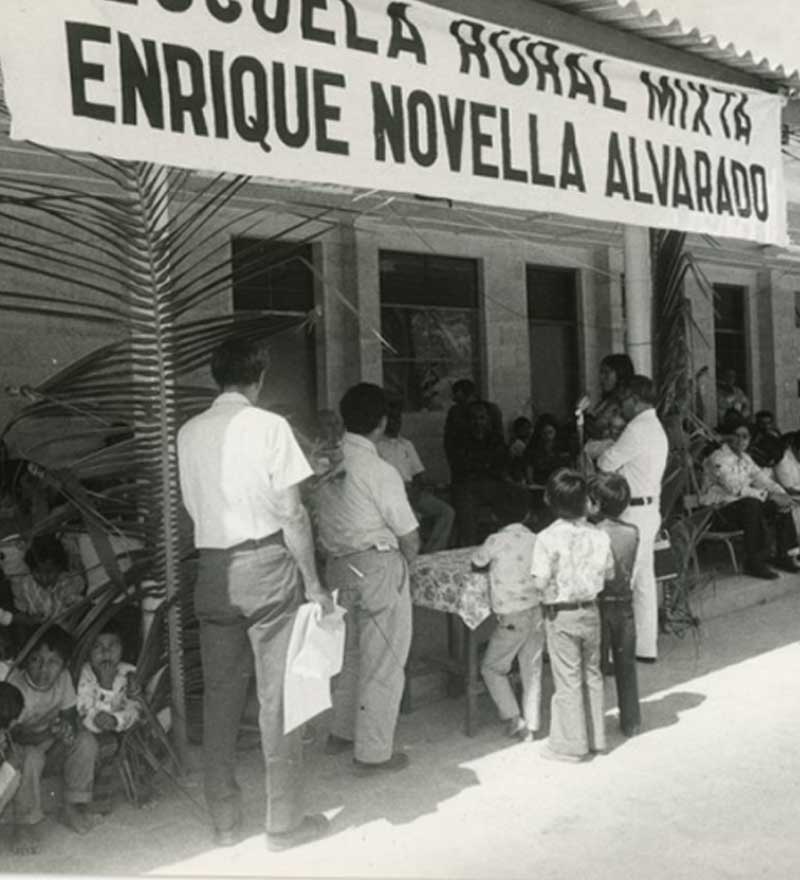 ESCUELA RURAL MIXTA
ENRIQUE NOVELLA ALVARADO